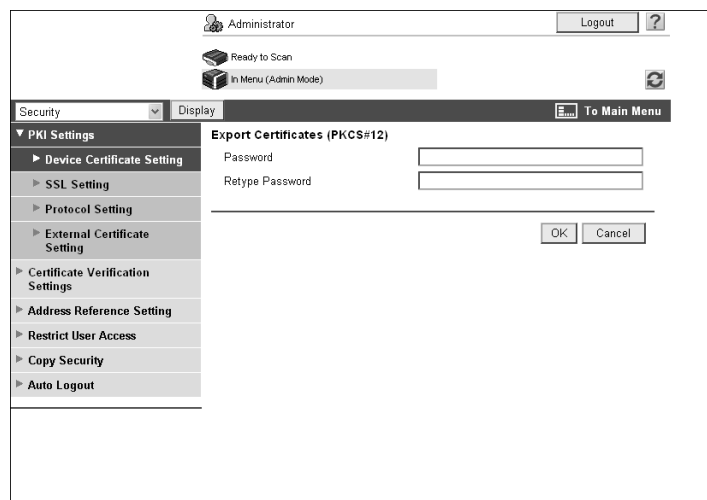 Administrator
Logout
?
Ready to Scan
In Menu (Admin Mode)
Security
Display
To Main Menu
PKI Settings
Device Certificate Setting
SSL Setting
Protocol Setting
External Certificate
Setting
Certificate Verification
Settings
Address Reference Setting
Restrict User Access
Copy Security
Auto Logout
Export Certificates (PKCS#12)
Password
Retype Password
OK
Cancel